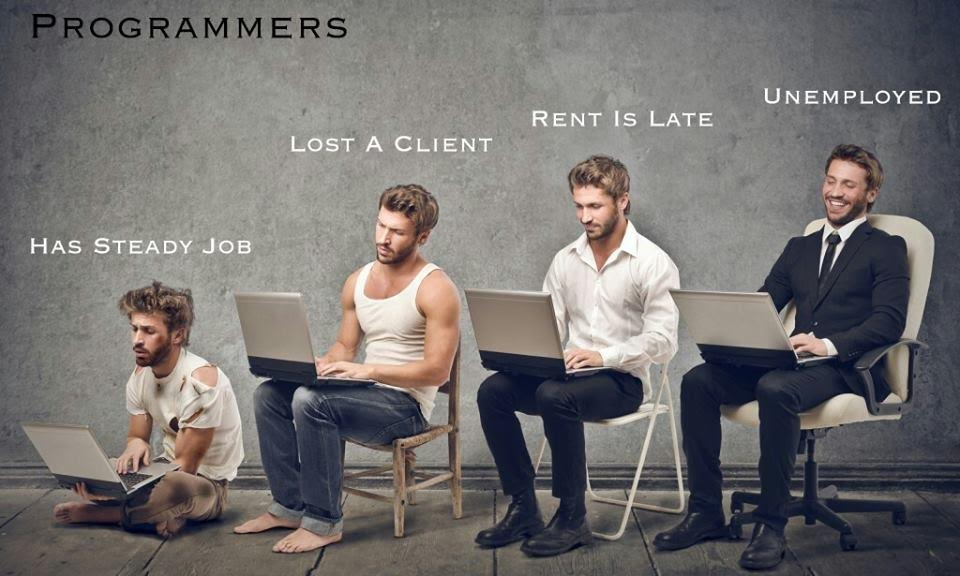 PROGRAMMERS
HAS STEADY JOB
LOST A CLIENT
RENT IS LATE
UNEMPLOYED